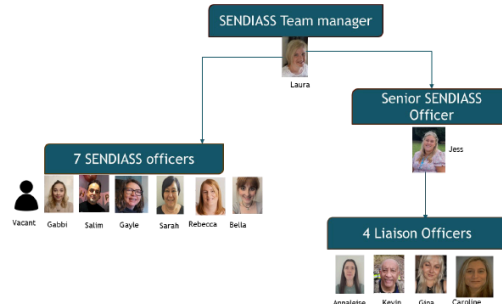 SENDIASS Team manager
Laura
Senior SENDIASS
Officer
Jess
7 SENDIASS officers
Vacant Gabbi Salim Gayle Sarah Rebecca Bella
4 Liaison Officers
Annaleise Kevin Gina Caroline